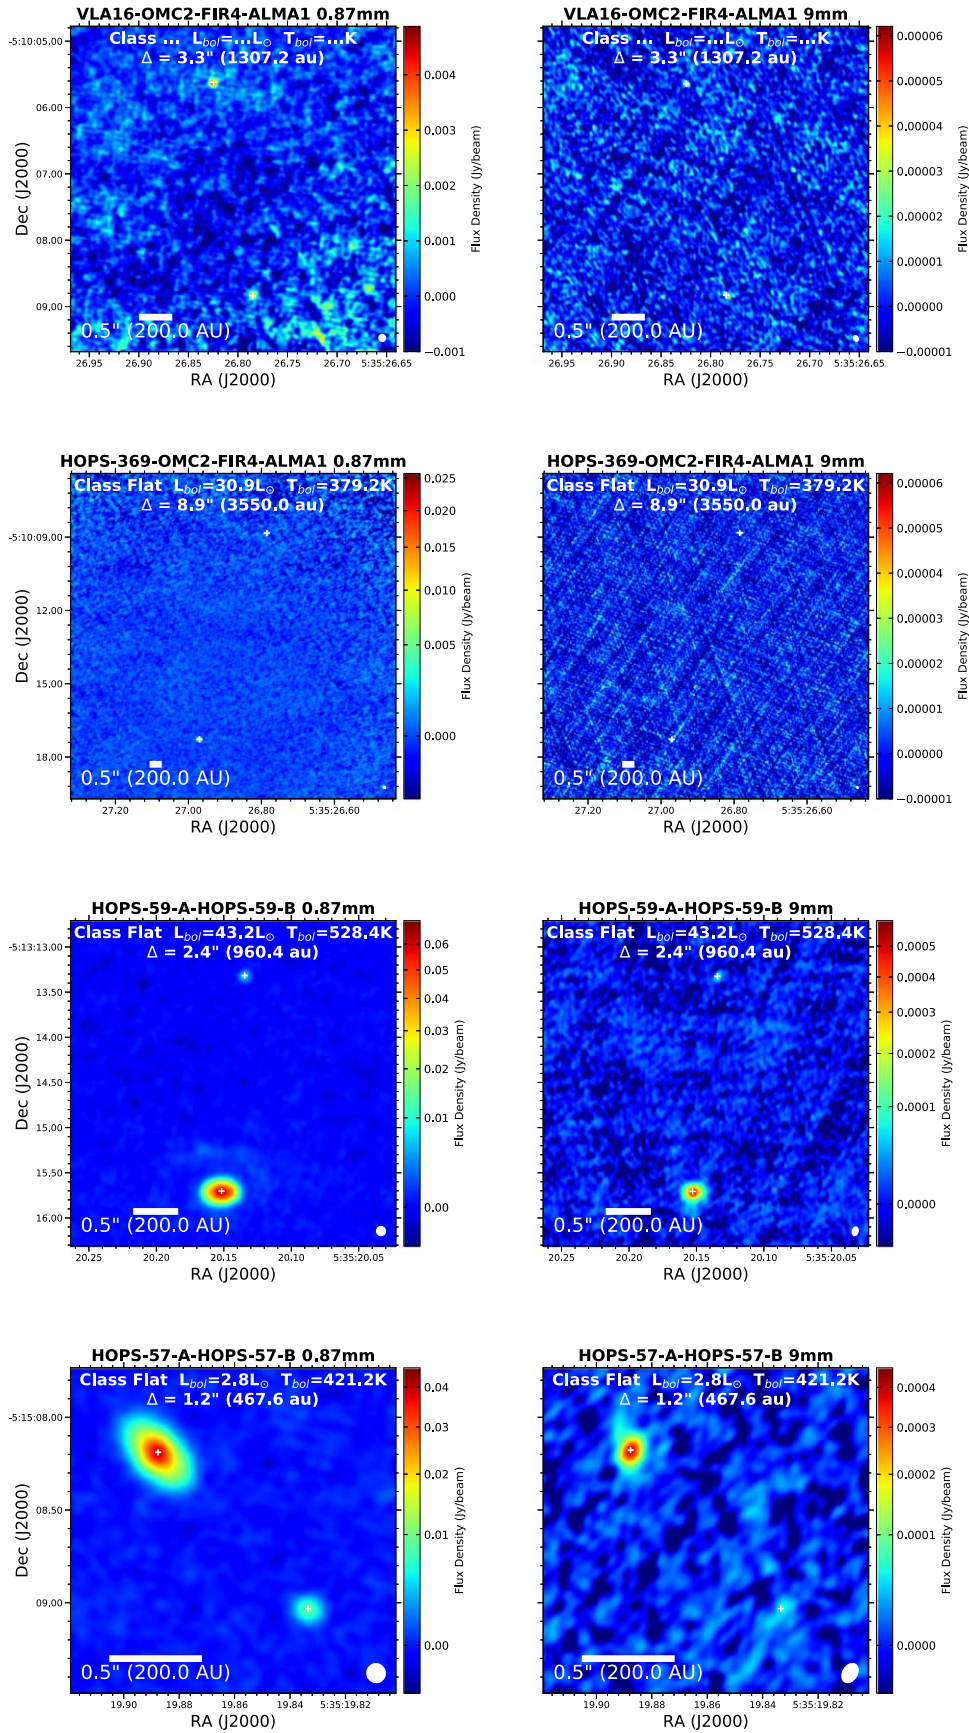 VLA16-OMC2-FIR4-ALMA1 0.87mm
Class ... L_bol=...L☉ T_bol=...K
Δ = 3.3" (1307.2 au)
-5:10:05.00
06.00
07.00
08.00
09.00
Dec (J2000)
0.5" (200.0 AU)
26.95 26.90 26.85 26.80 26.75 26.70 5:35:26.65
RA (J2000)
0.004
0.003
0.002
0.001
0.000
−0.001
Flux Density (Jy/beam)
VLA16-OMC2-FIR4-ALMA1 9mm
Class ... L_bol=...L☉ T_bol=...K
Δ = 3.3" (1307.2 au)
0.5" (200.0 AU)
26.95 26.90 26.85 26.80 26.75 26.70 5:35:26.65
RA (J2000)
0.00006
0.00005
0.00004
0.00003
0.00002
0.00001
0.00000
−0.00001
Flux Density (Jy/beam)
HOPS-369-OMC2-FIR4-ALMA1 0.87mm
Class Flat L_bol=30.9L☉ T_bol=379.2K
Δ = 8.9" (3550.0 au)
-5:10:09.00
12.00
15.00
18.00
Dec (J2000)
0.5" (200.0 AU)
27.20 27.00 26.80 5:35:26.60
RA (J2000)
0.025
0.020
0.015
0.010
0.005
0.000
Flux Density (Jy/beam)
HOPS-369-OMC2-FIR4-ALMA1 9mm
Class Flat L_bol=30.9L☉ T_bol=379.2K
Δ = 8.9" (3550.0 au)
0.5" (200.0 AU)
27.20 27.00 26.80 5:35:26.60
RA (J2000)
0.00006
0.00005
0.00004
0.00003
0.00002
0.00001
0.00000
−0.00001
Flux Density (Jy/beam)
HOPS-59-A-HOPS-59-B 0.87mm
Class Flat L_bol=43.2L☉ T_bol=528.4K
Δ = 2.4" (960.4 au)
-5:13:13.00
13.50
14.00
14.50
15.00
15.50
16.00
Dec (J2000)
0.5" (200.0 AU)
20.25 20.20 20.15 20.10 5:35:20.05
RA (J2000)
0.06
0.05
0.04
0.03
0.02
0.01
0.00
Flux Density (Jy/beam)
HOPS-59-A-HOPS-59-B 9mm
Class Flat L_bol=43.2L☉ T_bol=528.4K
Δ = 2.4" (960.4 au)
0.5" (200.0 AU)
20.25 20.20 20.15 20.10 5:35:20.05
RA (J2000)
0.0005
0.0004
0.0003
0.0002
0.0001
0.0000
Flux Density (Jy/beam)
HOPS-57-A-HOPS-57-B 0.87mm
Class Flat L_bol=2.8L☉ T_bol=421.2K
Δ = 1.2" (467.6 au)
-5:15:08.00
08.50
09.00
Dec (J2000)
0.5" (200.0 AU)
19.90 19.88 19.86 19.84 5:35:19.82
RA (J2000)
0.04
0.03
0.02
0.01
0.00
Flux Density (Jy/beam)
HOPS-57-A-HOPS-57-B 9mm
Class Flat L_bol=2.8L☉ T_bol=421.2K
Δ = 1.2" (467.6 au)
0.5" (200.0 AU)
19.90 19.88 19.86 19.84 5:35:19.82
RA (J2000)
0.0004
0.0003
0.0002
0.0001
0.0000
Flux Density (Jy/beam)